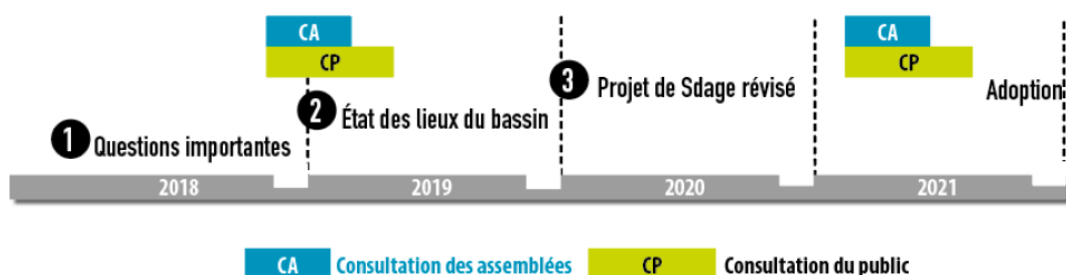 CA
CP
CA
CP
3 Projet de Sdage révisé
Adoption
2 État des lieux du bassin
1 Questions importantes
2018
2019
2020
2021
CA Consultation des assemblées
CP Consultation du public